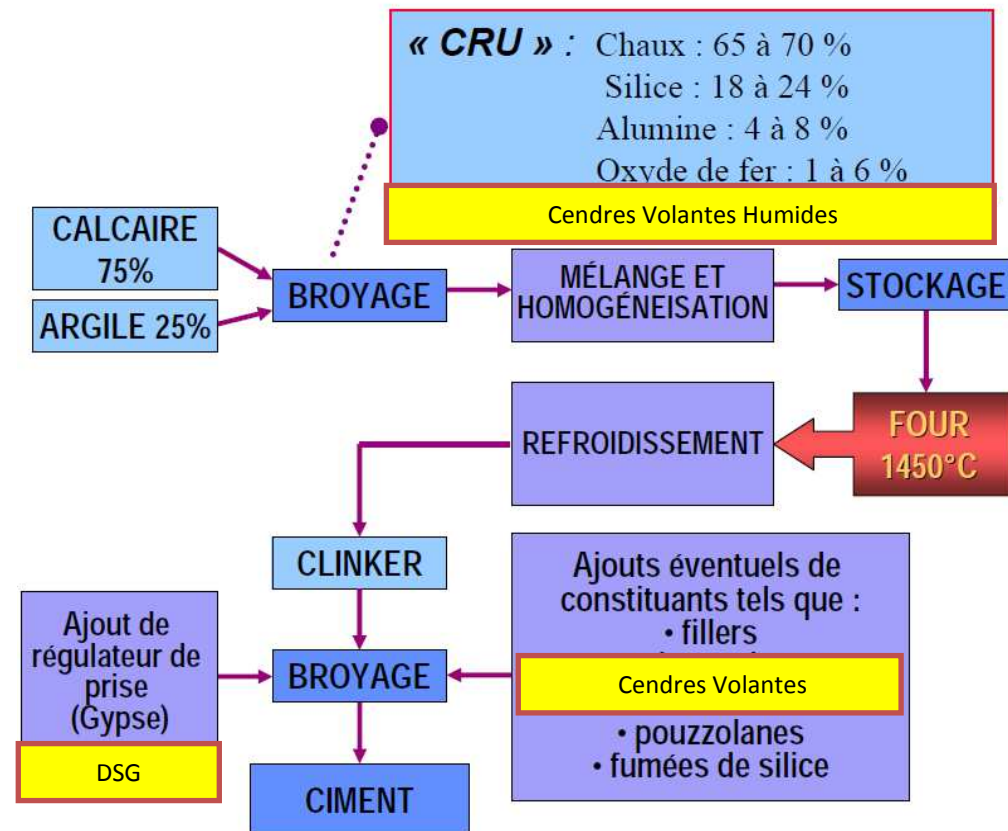 « CRU » : Chaux : 65 à 70 %
Silice : 18 à 24 %
Alumine : 4 à 8 %
Oxyde de fer : 1 à 6 %
Cendres Volantes Humides
CALCAIRE
75%
ARGILE 25%
BROYAGE
MÉLANGE ET
HOMOGÉNEISATION
STOCKAGE
FOUR
1450°C
REFROIDISSEMENT
CLINKER
Ajout de
régulateur de
prise
(Gypse)
DSG
BROYAGE
Ajouts éventuels de
constituants tels que :
• fillers
Cendres Volantes
• pouzzolanes
• fumées de silice
CIMENT